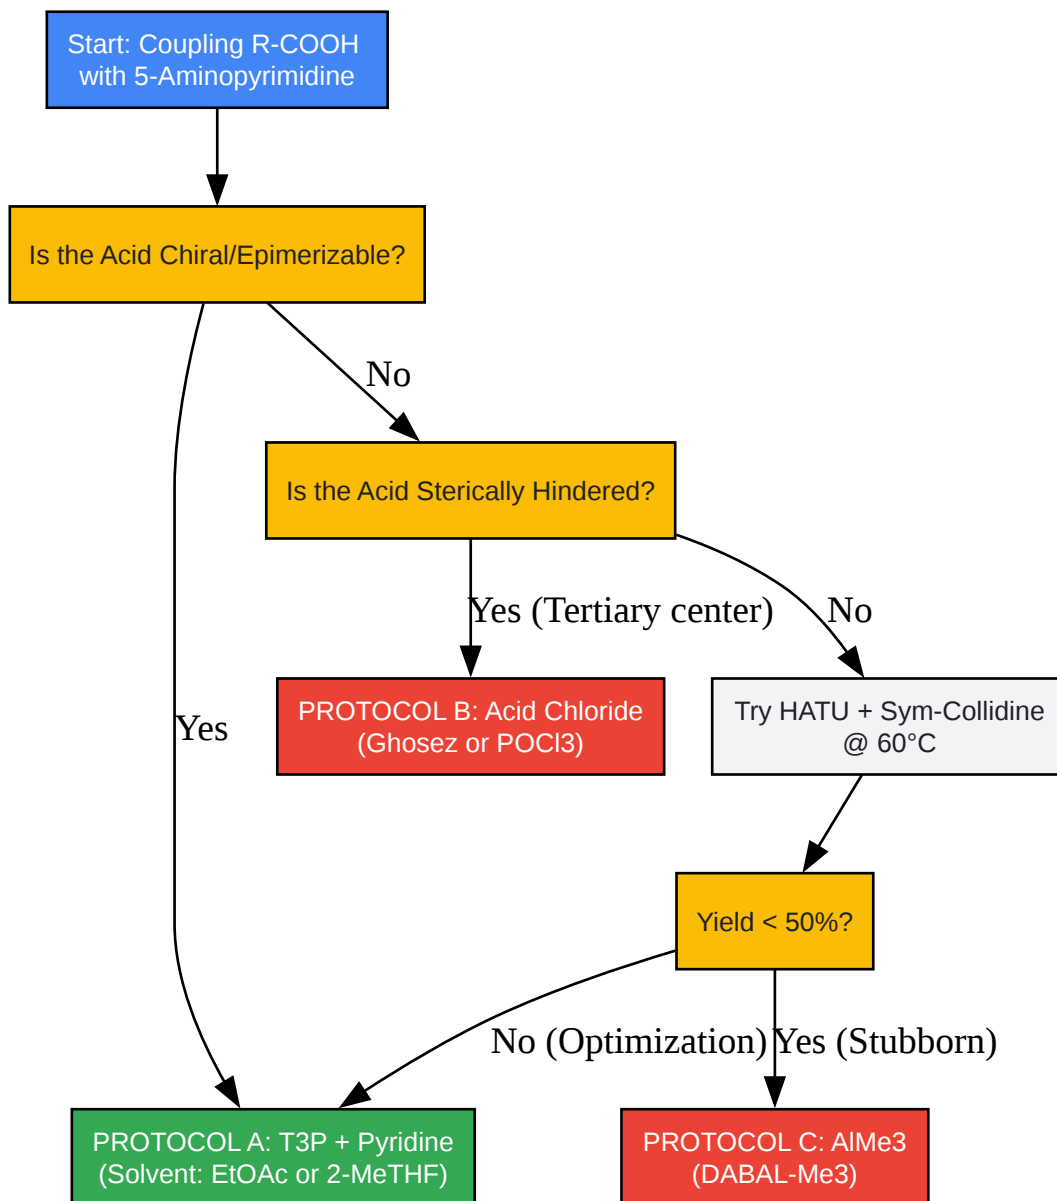 Start: Coupling R-COOH
with 5-Aminopyrimidine
Is the Acid Chiral/Epimerizable?
No
Is the Acid Sterically Hindered?
Yes (Tertiary center)
No
Yes
PROTOCOL B: Acid Chloride
(Ghosez or POCl3)
Try HATU + Sym-Collidine
@ 60°C
Yield < 50%?
No (Optimization)
Yes (Stubborn)
PROTOCOL A: T3P + Pyridine
(Solvent: EtOAc or 2-MeTHF)
PROTOCOL C: AlMe3
(DABAL-Me3)